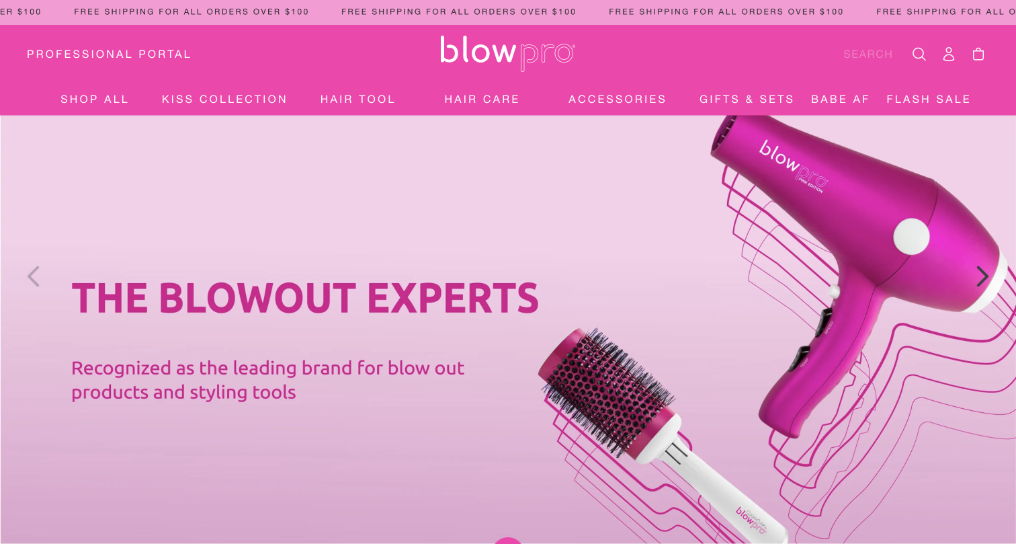 ER $100 FREE SHIPPING FOR ALL ORDERS OVER $100 FREE SHIPPING FOR ALL ORDERS OVER $100 FREE SHIPPING FOR ALL ORDERS OVER $100 FREE SHIPPING FOR ALL O
PROFESSIONAL PORTAL
blowpro
SEARCH
SHOP ALL KISS COLLECTION HAIR TOOL HAIR CARE ACCESSORIES GIFTS & SETS BABE AF FLASH SALE
blowpro
PINK EDITION
THE BLOWOUT EXPERTS
Recognized as the leading brand for blow out
products and styling tools
blowpro